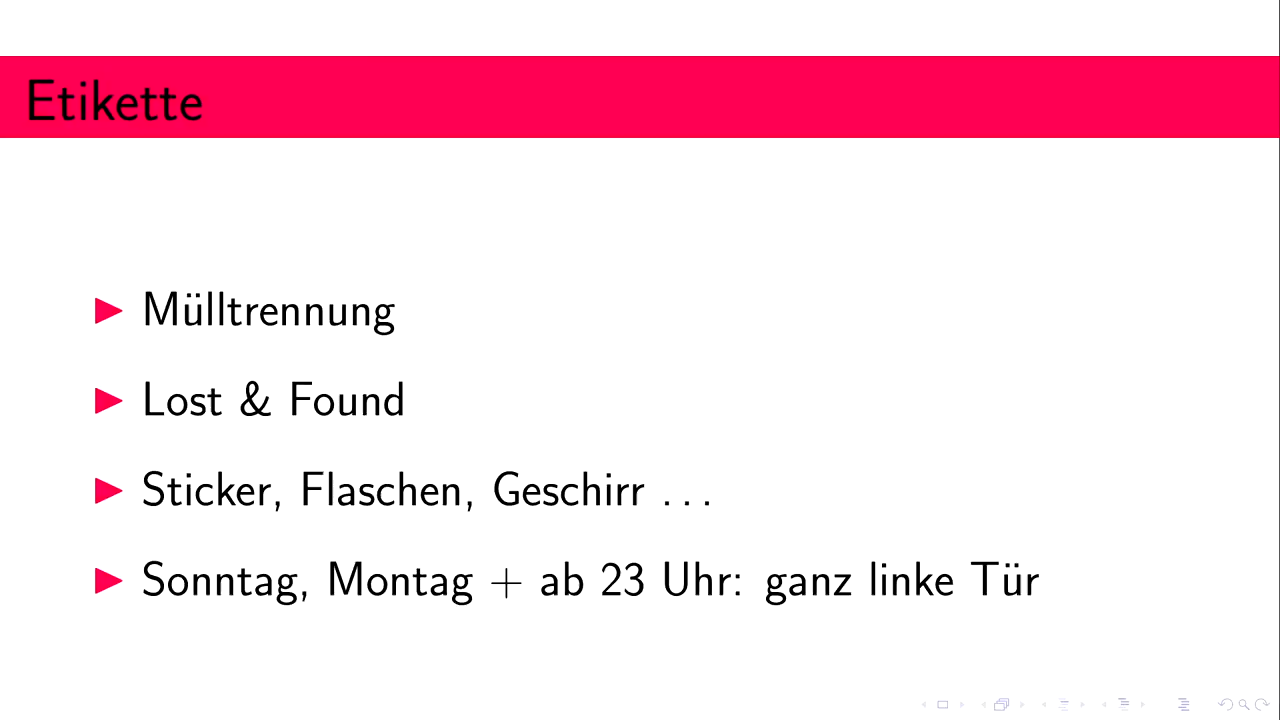 Etikette
Mülltrennung
Lost & Found
Sticker, Flaschen, Geschirr ...
Sonntag, Montag + ab 23 Uhr: ganz linke Tür